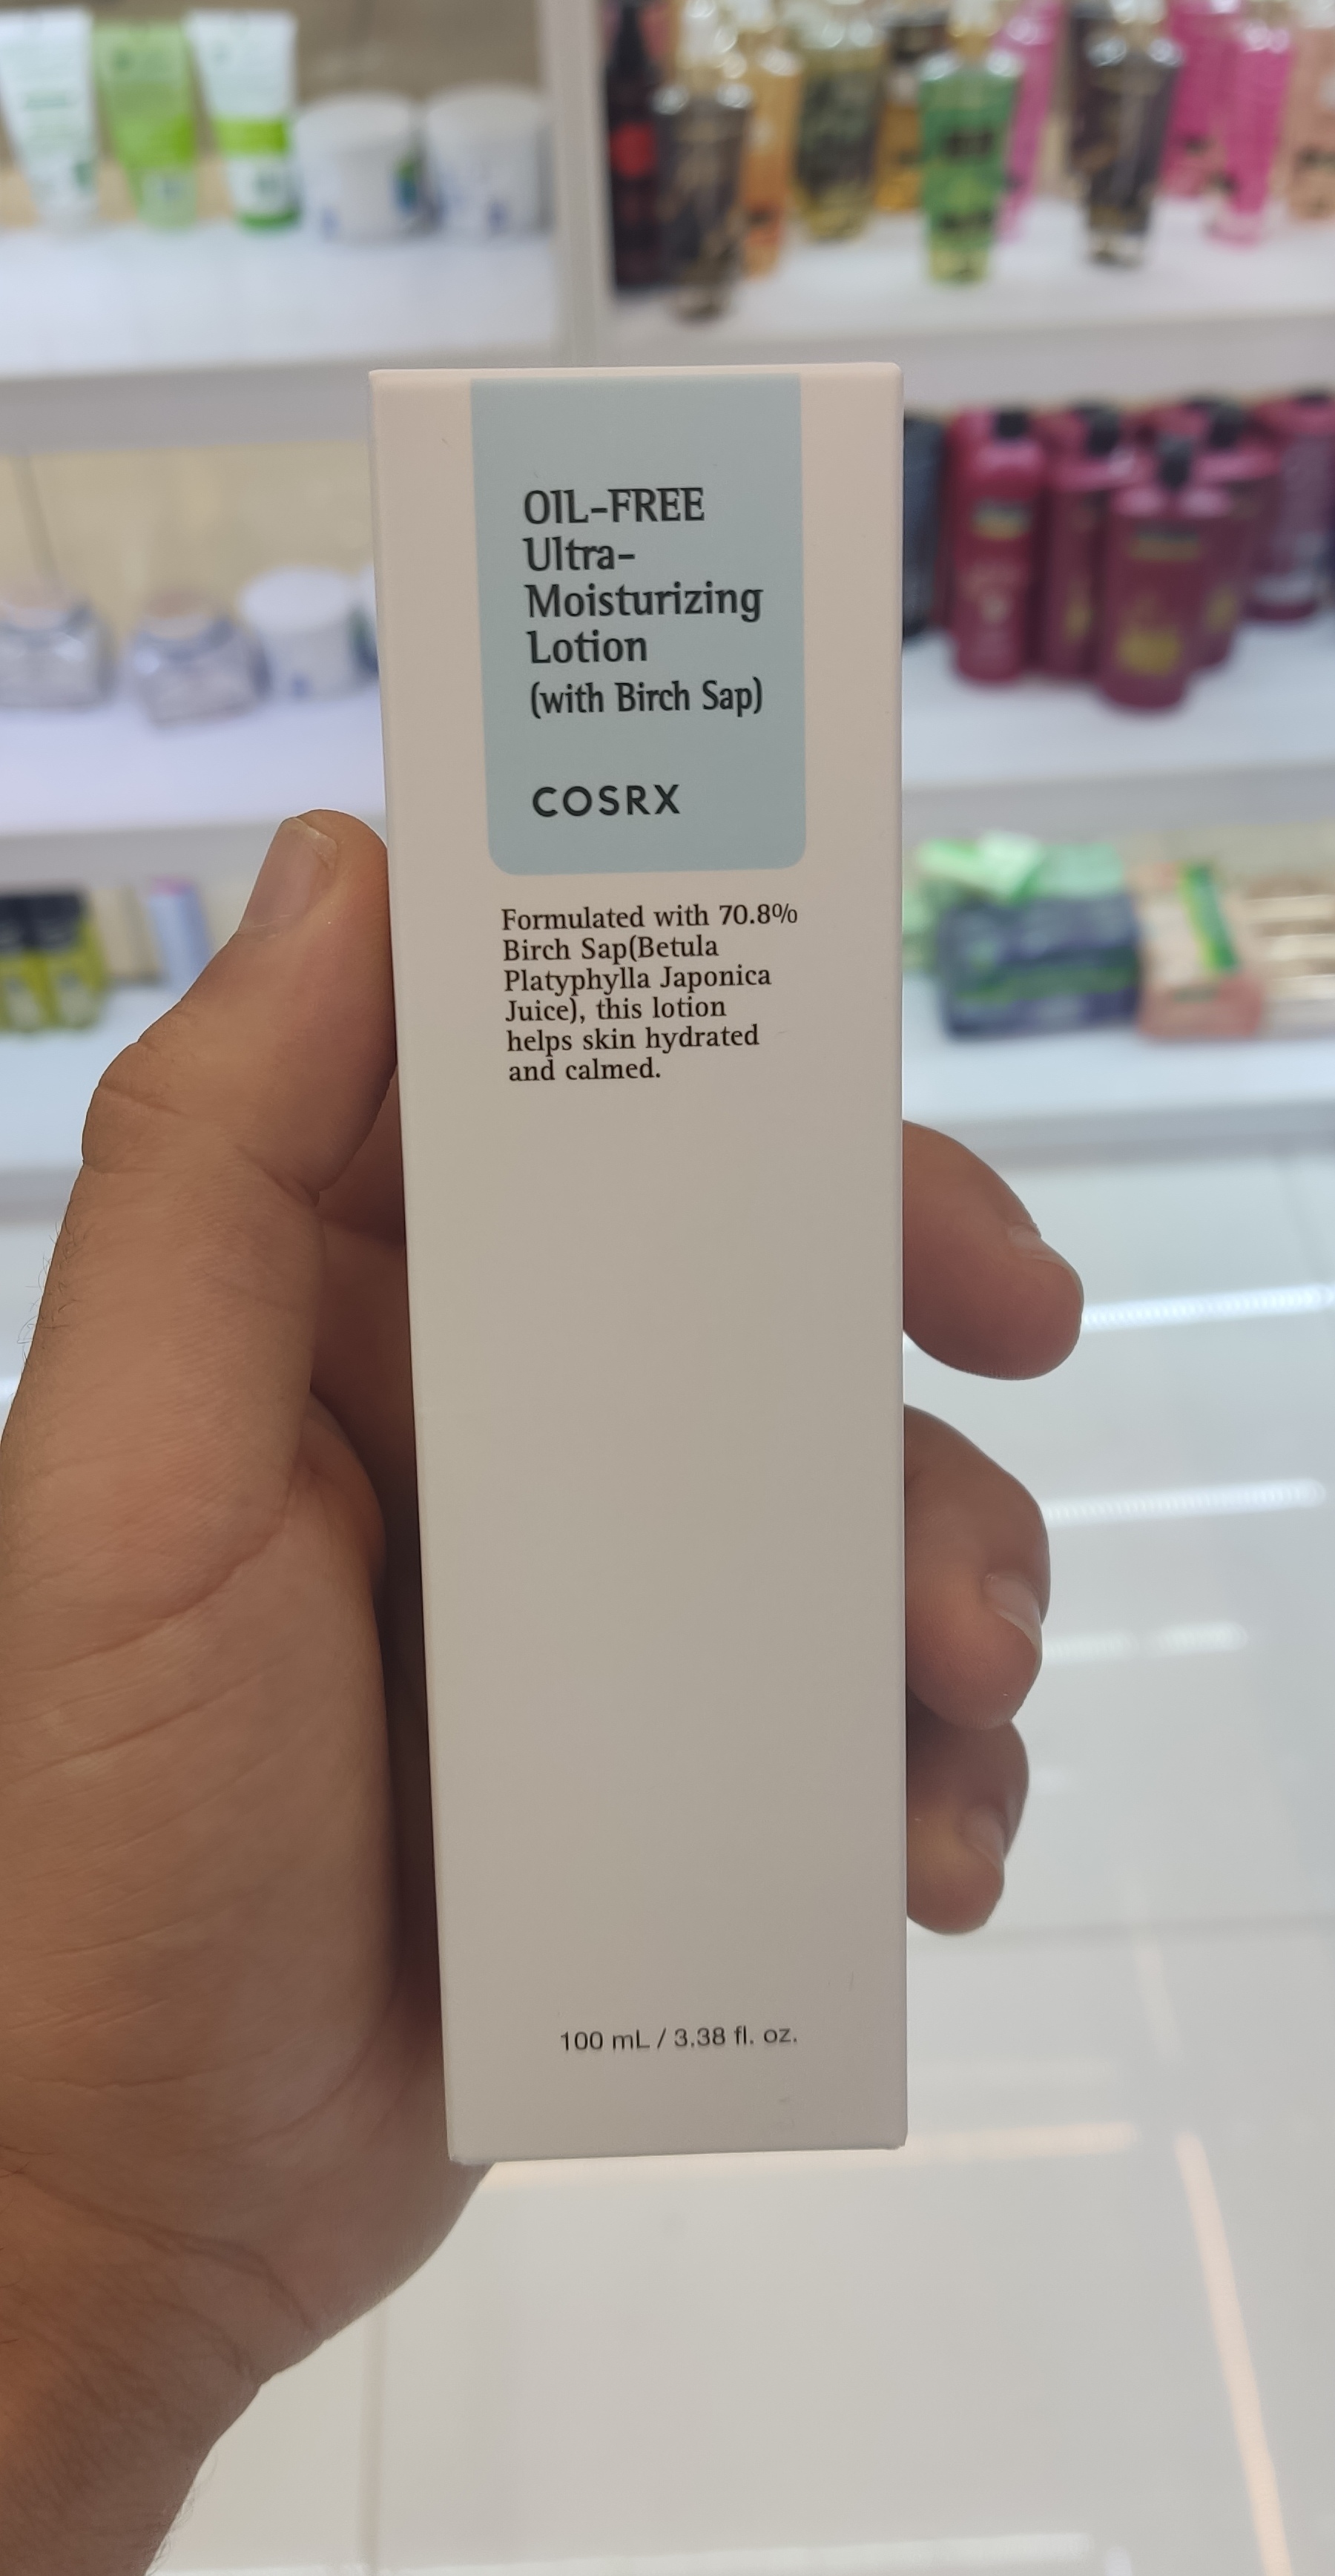 OIL-FREE
Ultra-
Moisturizing
Lotion
(with Birch Sap)
COSRX
Formulated with 70.8%
Birch Sap(Betula
Platyphylla Japonica
Juice), this lotion
helps skin hydrated
and calmed.
100 mL / 3.38 fl. oz.